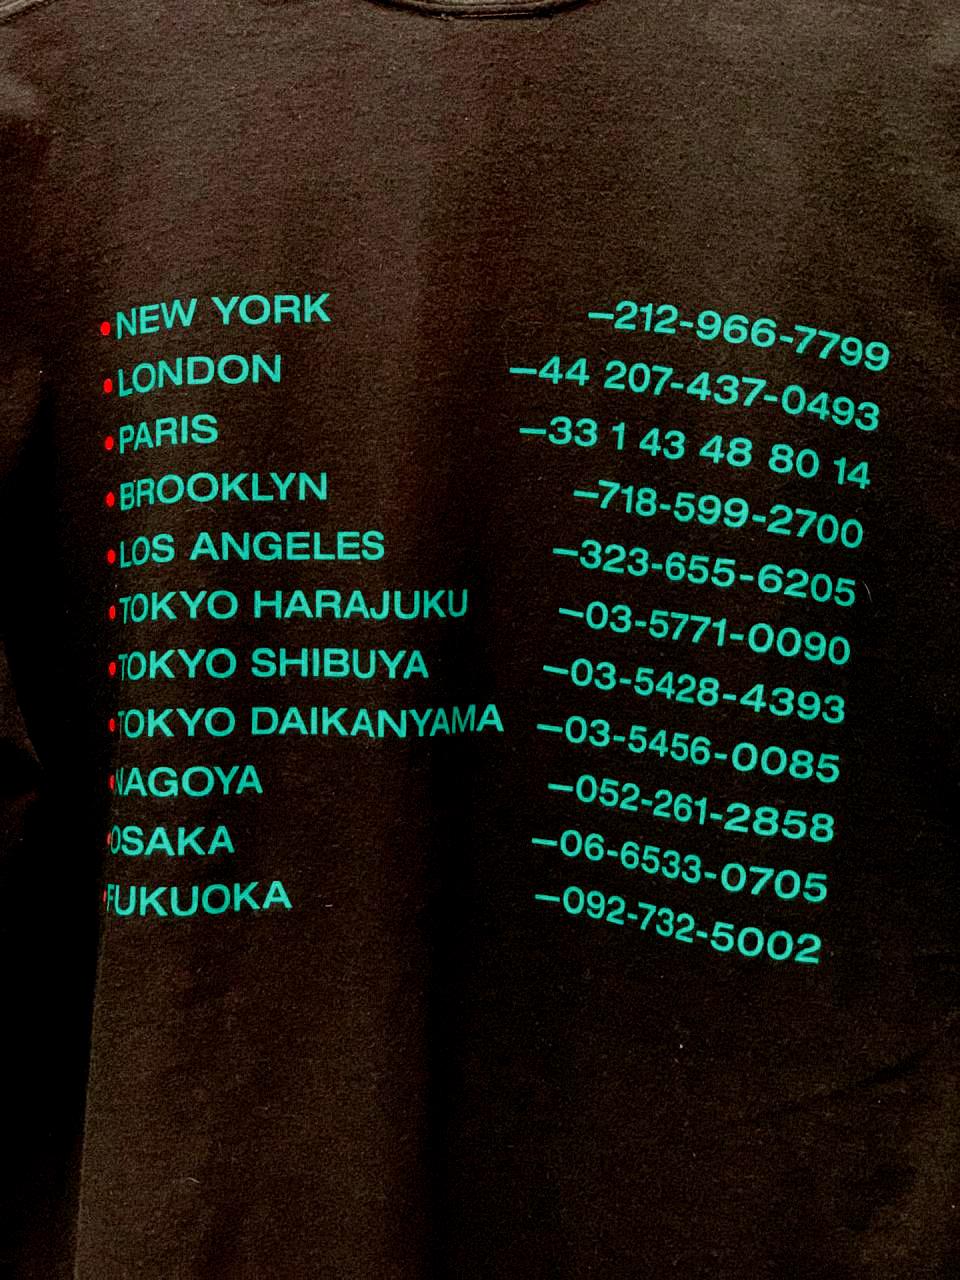 •NEW YORK –212-966-7799
•LONDON –44 207-437-0493
•PARIS –33 1 43 48 80 14
•BROOKLYN –718-599-2700
•LOS ANGELES –323-655-6205
•TOKYO HARAJUKU –03-5771-0090
•TOKYO SHIBUYA –03-5428-4393
•TOKYO DAIKANYAMA –03-5456-0085
•NAGOYA –052-261-2858
•OSAKA –06-6533-0705
•FUKUOKA –092-732-5002